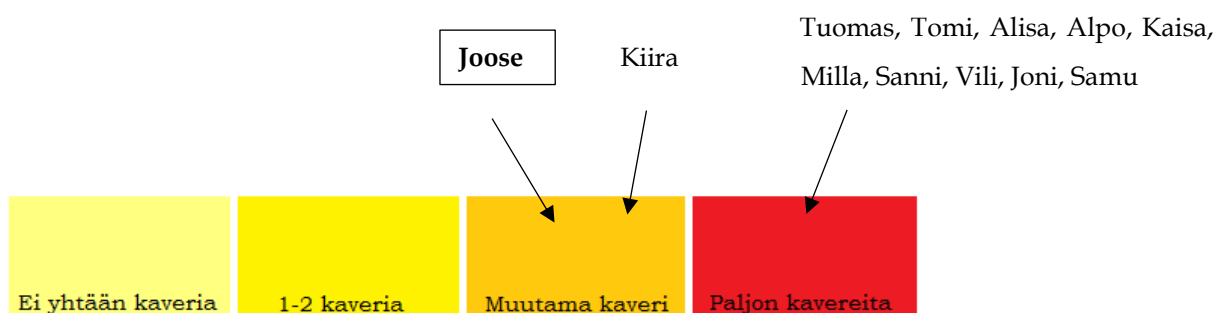 Tuomas, Tomi, Alisa, Alpo, Kaisa,
Joose Kiira Milla, Sanni, Vili, Joni, Samu
Ei yhtään kaveria 1-2 kaveria Muutama kaveri Paljon kavereita